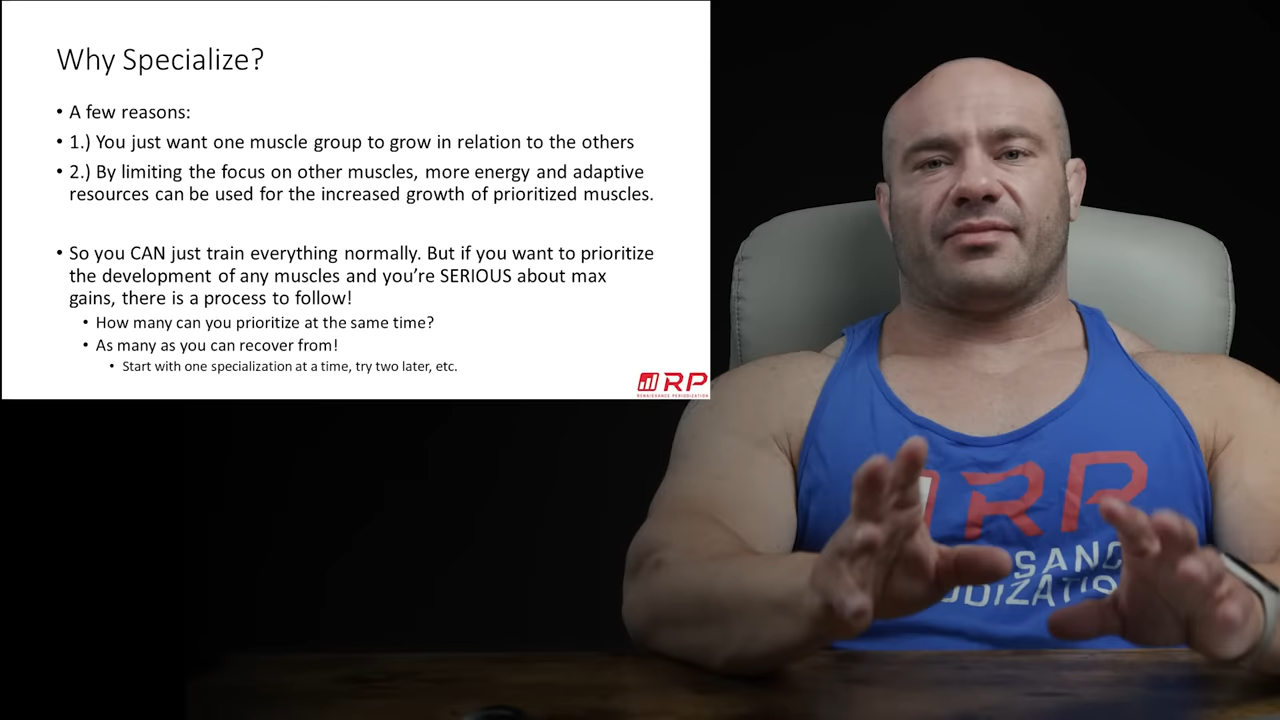 Why Specialize?
• A few reasons:
• 1.) You just want one muscle group to grow in relation to the others
• 2.) By limiting the focus on other muscles, more energy and adaptive
resources can be used for the increased growth of prioritized muscles.
• So you CAN just train everything normally. But if you want to prioritize
the development of any muscles and you’re SERIOUS about max
gains, there is a process to follow!
• How many can you prioritize at the same time?
• As many as you can recover from!
• Start with one specialization at a time, try two later, etc.
RP
RENAISSANCE PERIODIZATION
RP
SANC
ODIZATIO